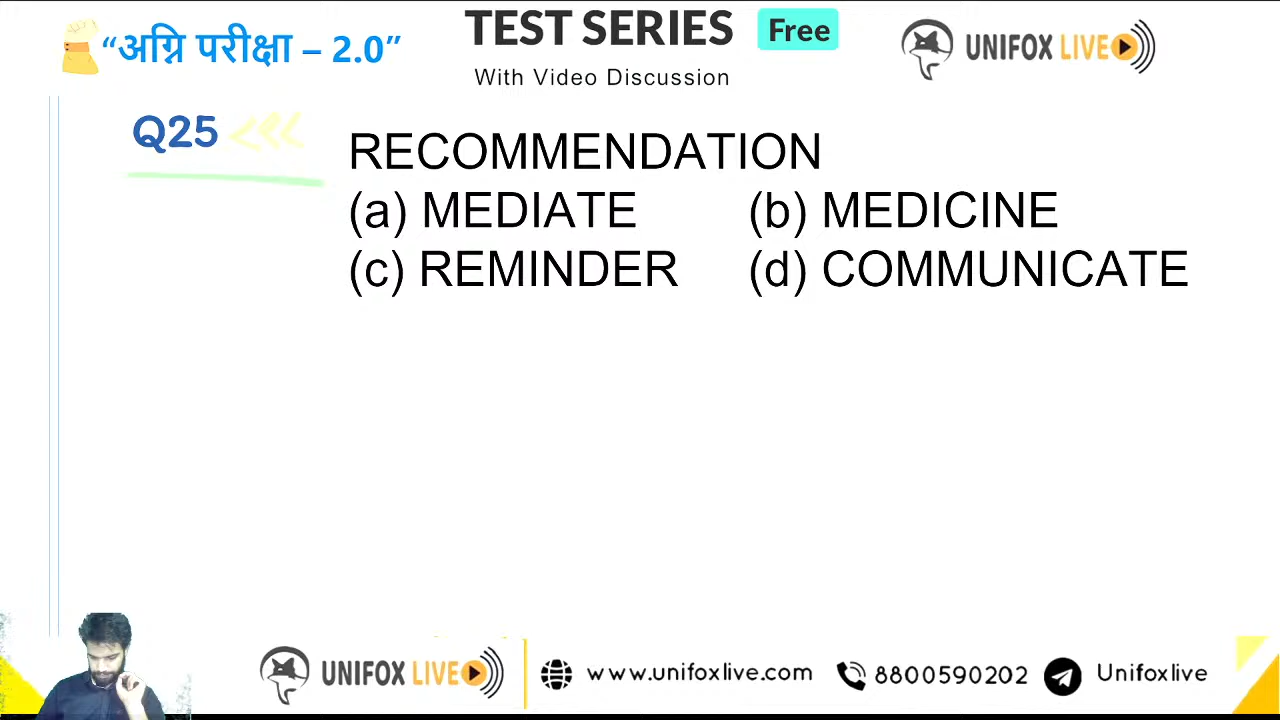 “अग्नि परीक्षा – 2.0”
TEST SERIES Free
With Video Discussion
UNIFOX LIVE
Q25
RECOMMENDATION
(a) MEDIATE (b) MEDICINE
(c) REMINDER (d) COMMUNICATE
UNIFOX LIVE www.unifoxlive.com 8800590202 Unifoxlive